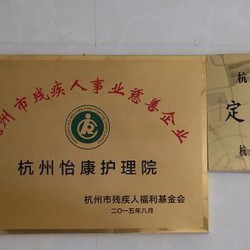 杭州市残疾人事业慈善企业
杭州怡康护理院
杭州市残疾人福利基金会
二〇一五年八月
杭
定
杭州